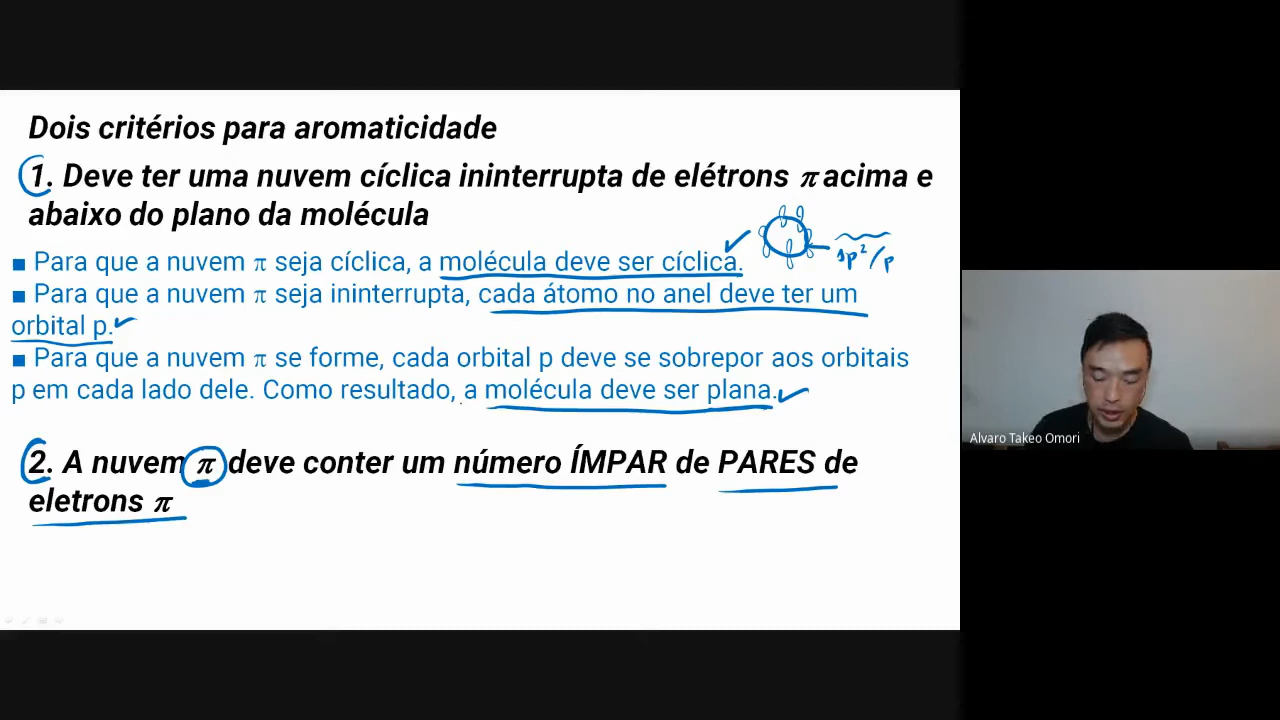 Dois critérios para aromaticidade
1. Deve ter uma nuvem cíclica ininterrupta de elétrons π acima e
abaixo do plano da molécula
■ Para que a nuvem π seja cíclica, a molécula deve ser cíclica.
sp²/p
■ Para que a nuvem π seja ininterrupta, cada átomo no anel deve ter um
orbital p.
■ Para que a nuvem π se forme, cada orbital p deve se sobrepor aos orbitais
p em cada lado dele. Como resultado, a molécula deve ser plana.
2. A nuvem π deve conter um número ÍMPAR de PARES de
eletrons π
Alvaro Takeo Omori